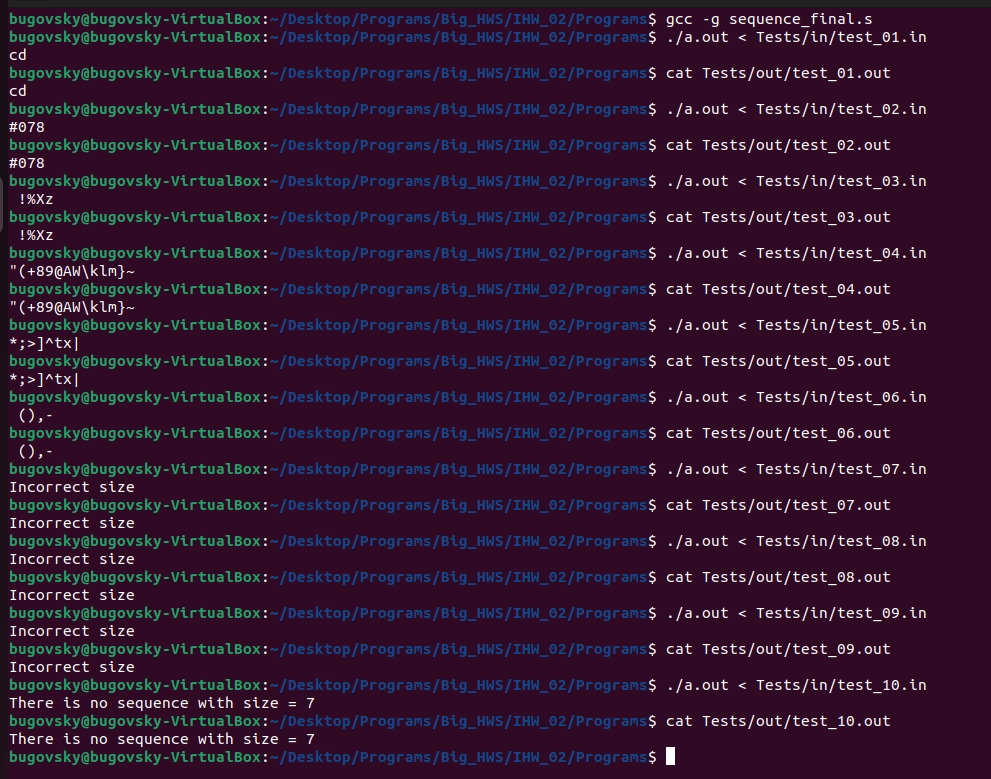 bugovsky@bugovsky-VirtualBox:~/Desktop/Programs/Big_HWS/IHW_02/Programs$ gcc -g sequence_final.s
bugovsky@bugovsky-VirtualBox:~/Desktop/Programs/Big_HWS/IHW_02/Programs$ ./a.out < Tests/in/test_01.in
cd
bugovsky@bugovsky-VirtualBox:~/Desktop/Programs/Big_HWS/IHW_02/Programs$ cat Tests/out/test_01.out
cd
bugovsky@bugovsky-VirtualBox:~/Desktop/Programs/Big_HWS/IHW_02/Programs$ ./a.out < Tests/in/test_02.in
#078
bugovsky@bugovsky-VirtualBox:~/Desktop/Programs/Big_HWS/IHW_02/Programs$ cat Tests/out/test_02.out
#078
bugovsky@bugovsky-VirtualBox:~/Desktop/Programs/Big_HWS/IHW_02/Programs$ ./a.out < Tests/in/test_03.in
 !%Xz
bugovsky@bugovsky-VirtualBox:~/Desktop/Programs/Big_HWS/IHW_02/Programs$ cat Tests/out/test_03.out
 !%Xz
bugovsky@bugovsky-VirtualBox:~/Desktop/Programs/Big_HWS/IHW_02/Programs$ ./a.out < Tests/in/test_04.in
"(+89@AW\klm}~
bugovsky@bugovsky-VirtualBox:~/Desktop/Programs/Big_HWS/IHW_02/Programs$ cat Tests/out/test_04.out
"(+89@AW\klm}~
bugovsky@bugovsky-VirtualBox:~/Desktop/Programs/Big_HWS/IHW_02/Programs$ ./a.out < Tests/in/test_05.in
*;>]^tx|
bugovsky@bugovsky-VirtualBox:~/Desktop/Programs/Big_HWS/IHW_02/Programs$ cat Tests/out/test_05.out
*;>]^tx|
bugovsky@bugovsky-VirtualBox:~/Desktop/Programs/Big_HWS/IHW_02/Programs$ ./a.out < Tests/in/test_06.in
 (),-
bugovsky@bugovsky-VirtualBox:~/Desktop/Programs/Big_HWS/IHW_02/Programs$ cat Tests/out/test_06.out
 (),-
bugovsky@bugovsky-VirtualBox:~/Desktop/Programs/Big_HWS/IHW_02/Programs$ ./a.out < Tests/in/test_07.in
Incorrect size
bugovsky@bugovsky-VirtualBox:~/Desktop/Programs/Big_HWS/IHW_02/Programs$ cat Tests/out/test_07.out
Incorrect size
bugovsky@bugovsky-VirtualBox:~/Desktop/Programs/Big_HWS/IHW_02/Programs$ ./a.out < Tests/in/test_08.in
Incorrect size
bugovsky@bugovsky-VirtualBox:~/Desktop/Programs/Big_HWS/IHW_02/Programs$ cat Tests/out/test_08.out
Incorrect size
bugovsky@bugovsky-VirtualBox:~/Desktop/Programs/Big_HWS/IHW_02/Programs$ ./a.out < Tests/in/test_09.in
Incorrect size
bugovsky@bugovsky-VirtualBox:~/Desktop/Programs/Big_HWS/IHW_02/Programs$ cat Tests/out/test_09.out
Incorrect size
bugovsky@bugovsky-VirtualBox:~/Desktop/Programs/Big_HWS/IHW_02/Programs$ ./a.out < Tests/in/test_10.in
There is no sequence with size = 7
bugovsky@bugovsky-VirtualBox:~/Desktop/Programs/Big_HWS/IHW_02/Programs$ cat Tests/out/test_10.out
There is no sequence with size = 7
bugovsky@bugovsky-VirtualBox:~/Desktop/Programs/Big_HWS/IHW_02/Programs$